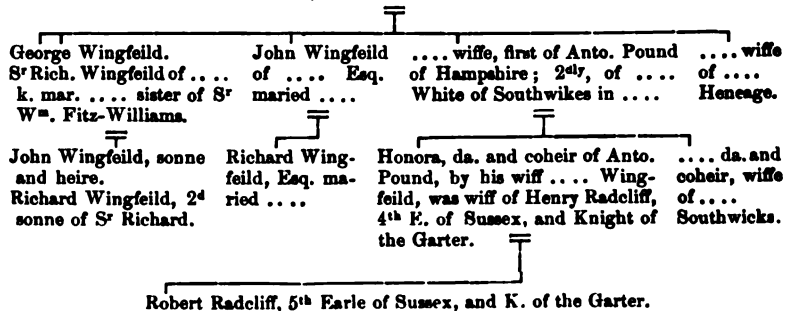 George Wingfeild.
Sʳ Rich. Wingfeild of ....
k. mar. .... sister of Sʳ
Wᵐ. Fitz-Williams.
John Wingfeild
of .... Esq.
maried ....
.... wiffe, first of Anto. Pound
of Hampshire; 2ᵈˡʸ, of ....
White of Southwikes in ....
.... wiffe
of ....
Heneage.
John Wingfeild, sonne
and heire.
Richard Wingfeild, 2ᵈ
sonne of Sʳ Richard.
Richard Wing-
feild, Esq. ma-
ried ....
Honora, da. and coheir of Anto.
Pound, by his wiff .... Wing-
feild, was wiff of Henry Radcliff,
4ᵗʰ E. of Sussex, and Knight of
the Garter.
.... da. and
coheir, wiffe
of ....
Southwicks.
Robert Radcliff, 5ᵗʰ Earle of Sussex, and K. of the Garter.